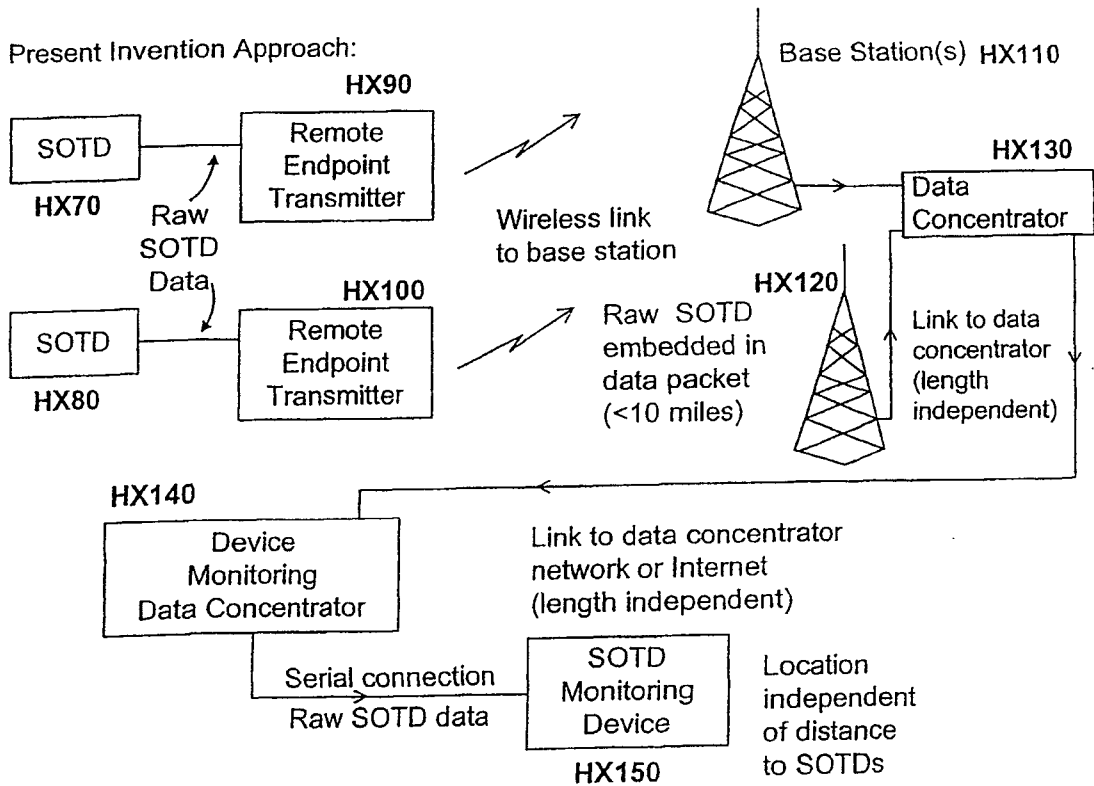 Present Invention Approach:
HX90
SOTD
HX70
Remote
Endpoint
Transmitter
Raw
SOTD
Data
SOTD
HX80
HX100
Remote
Endpoint
Transmitter
Wireless link
to base station
Raw SOTD
embedded in
data packet
(<10 miles)
Base Station(s) HX110
HX130
Data
Concentrator
HX120
Link to data
concentrator
(length
independent)
HX140
Device
Monitoring
Data Concentrator
Link to data concentrator
network or Internet
(length independent)
Serial connection
Raw SOTD data
SOTD
Monitoring
Device
HX150
Location
independent
of distance
to SOTDs